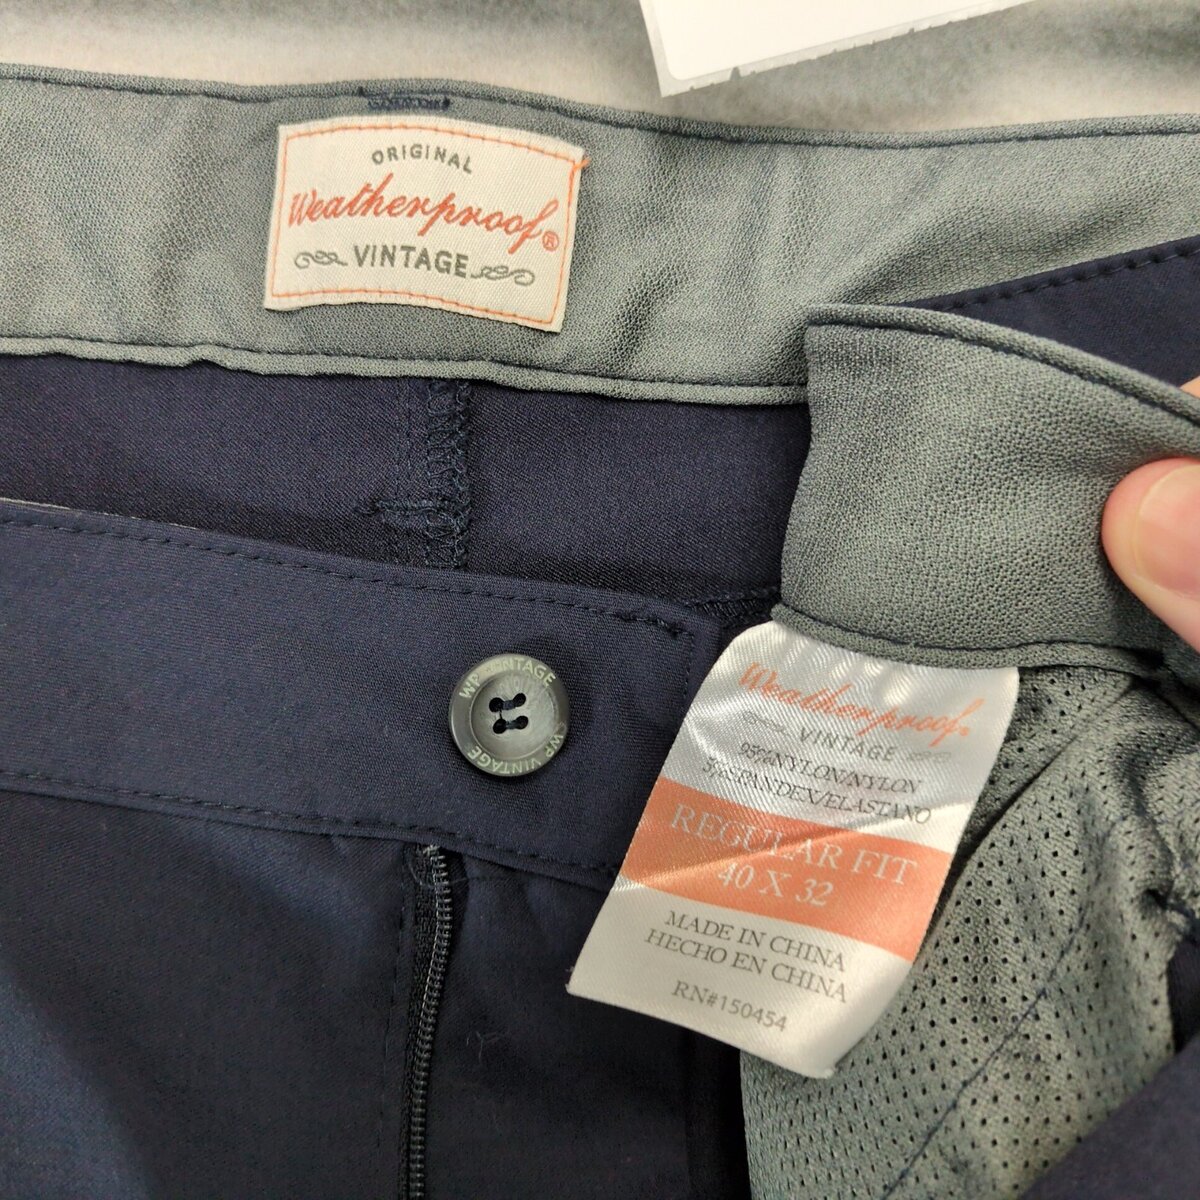 ORIGINAL
Weatherproof®
VINTAGE
WP VINTAGE
WP VINTAGE
Weatherproof®
VINTAGE
95%NYLON/NYLON
5%SPANDEX/ELASTANO
REGULAR FIT
40 X 32
MADE IN CHINA
HECHO EN CHINA
RN#150454